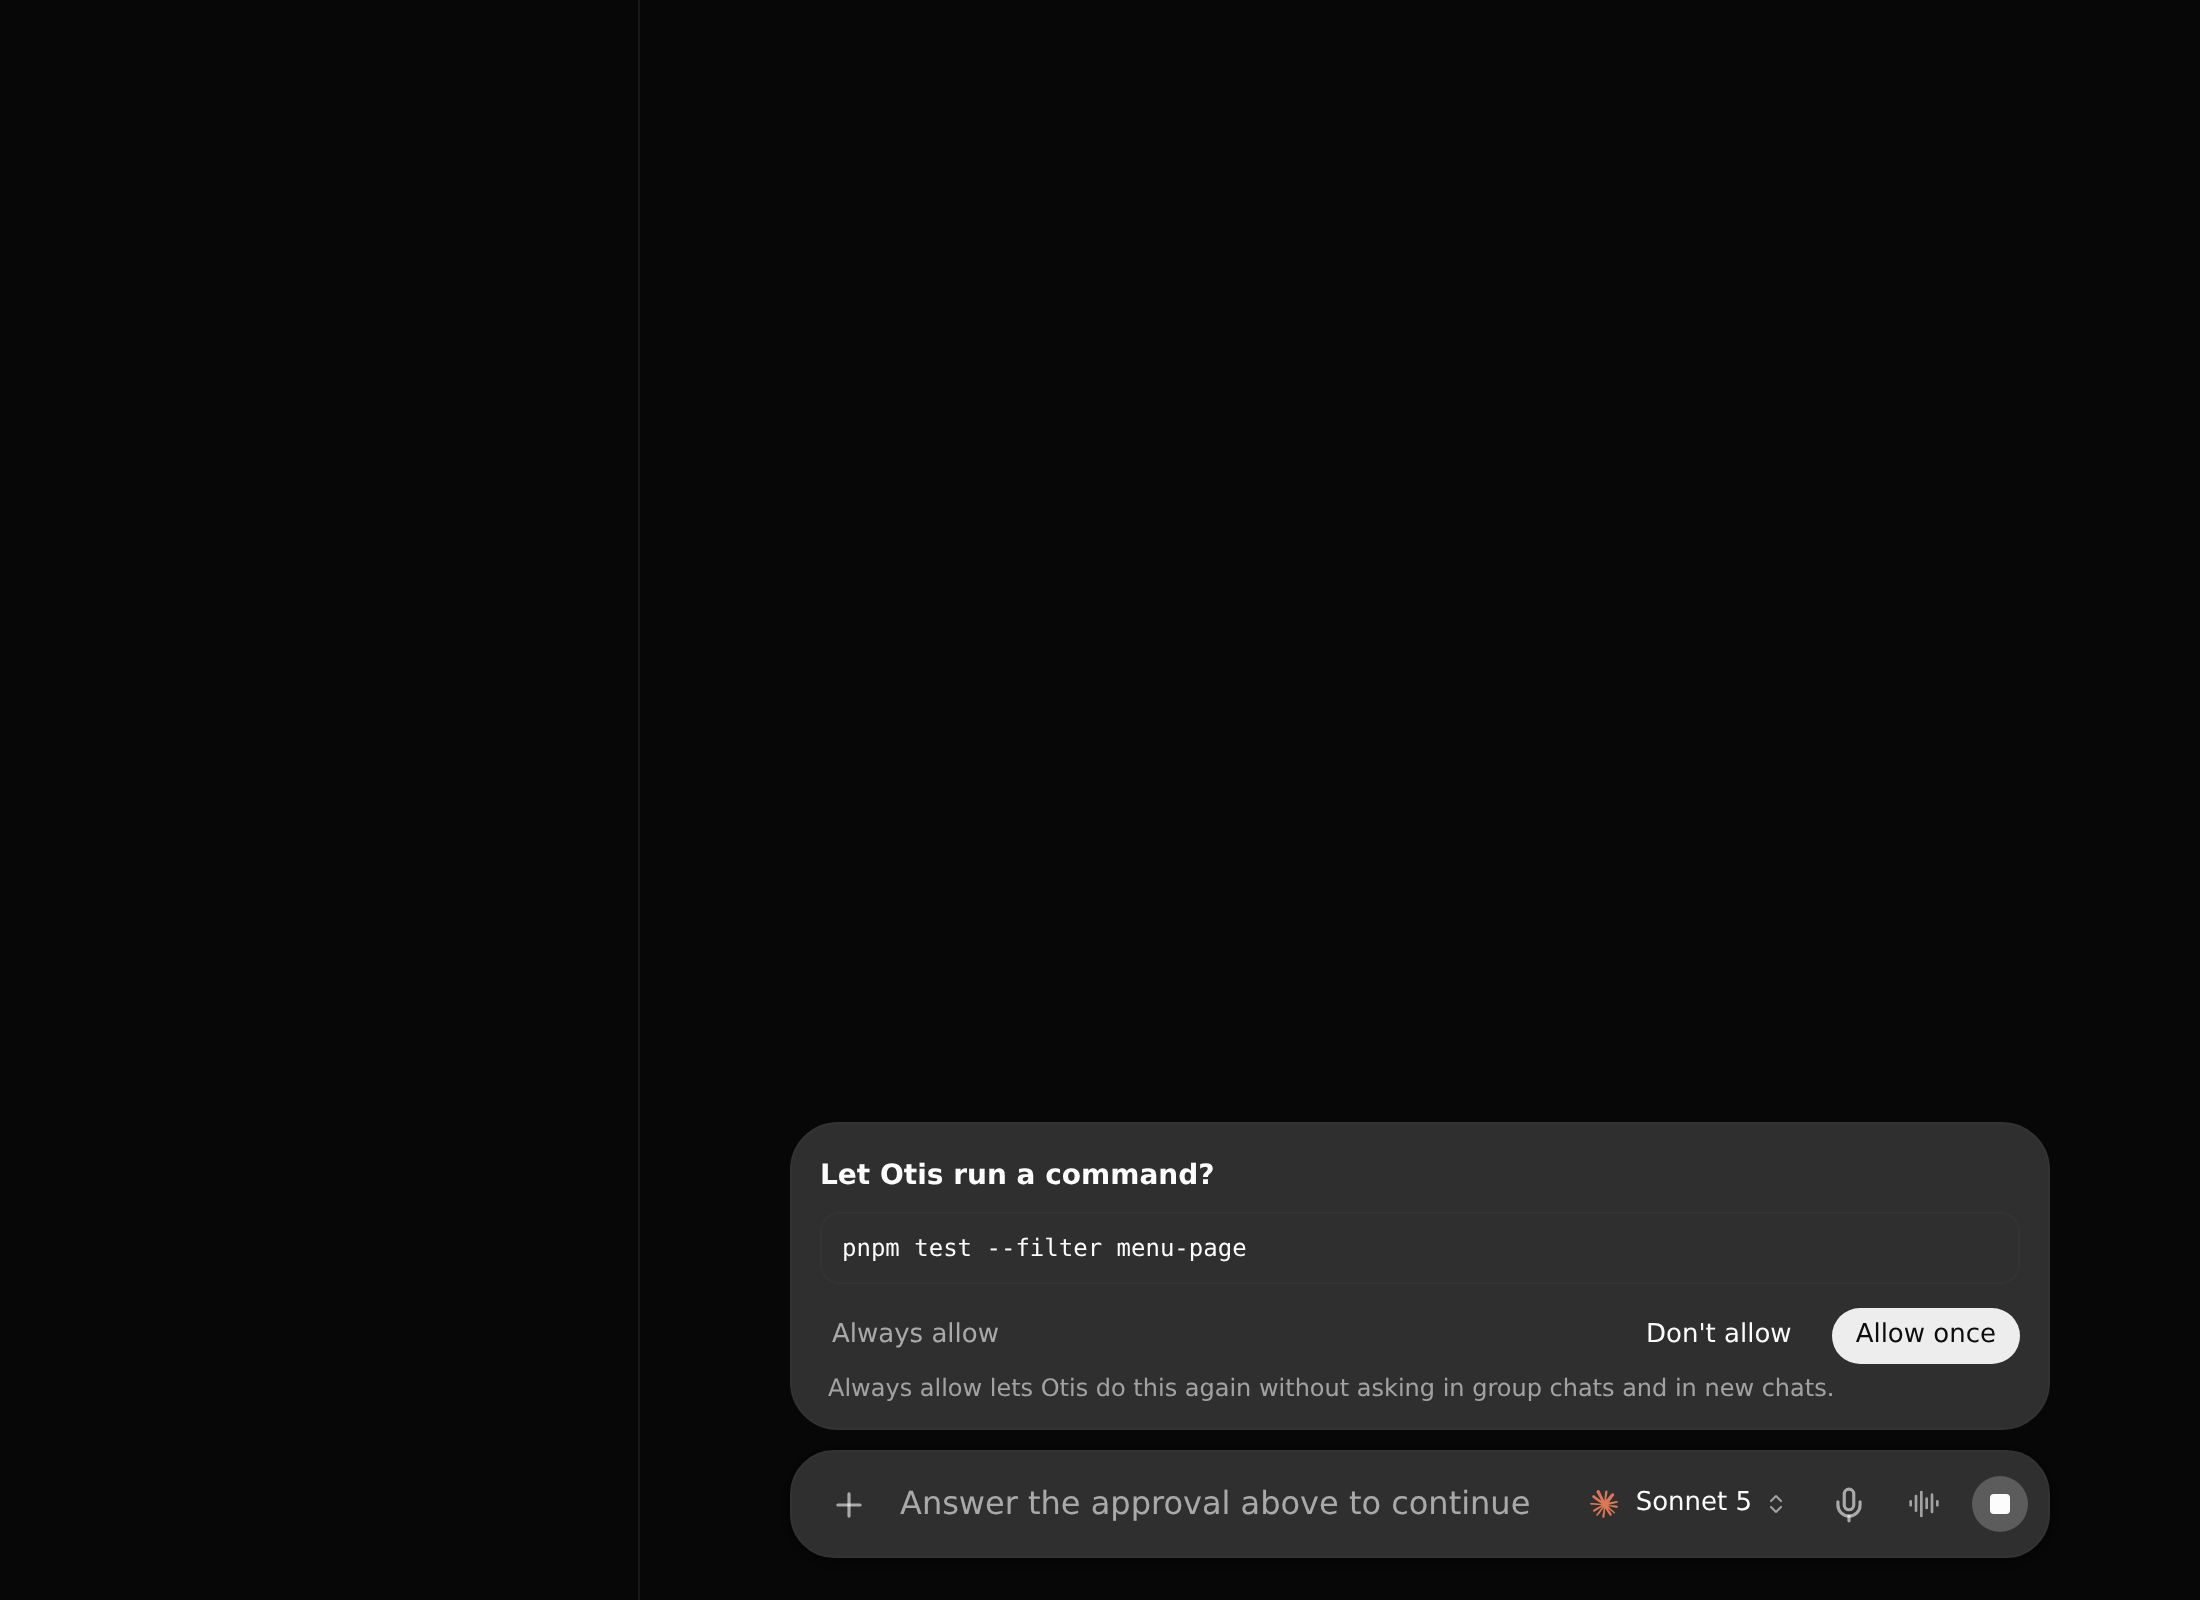 Let Otis run a command?
pnpm test --filter menu-page
Always allow
Don't allow
Allow once
Always allow lets Otis do this again without asking in group chats and in new chats.
Answer the approval above to continue
Sonnet 5